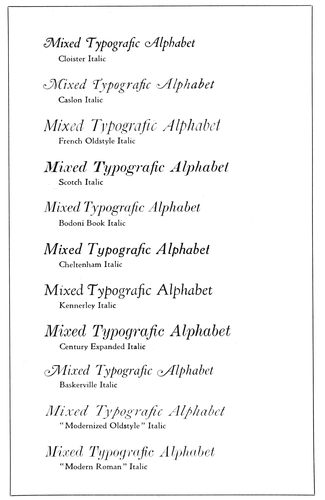 Mixed Typografic Alphabet
Cloister Italic
Mixed Typografic Alphabet
Caslon Italic
Mixed Typografic Alphabet
French Oldstyle Italic
Mixed Typografic Alphabet
Scotch Italic
Mixed Typografic Alphabet
Bodoni Book Italic
Mixed Typografic Alphabet
Cheltenham Italic
Mixed Typografic Alphabet
Kennerley Italic
Mixed Typografic Alphabet
Century Expanded Italic
Mixed Typografic Alphabet
Baskerville Italic
Mixed Typografic Alphabet
"Modernized Oldstyle" Italic
Mixed Typografic Alphabet
"Modern Roman" Italic